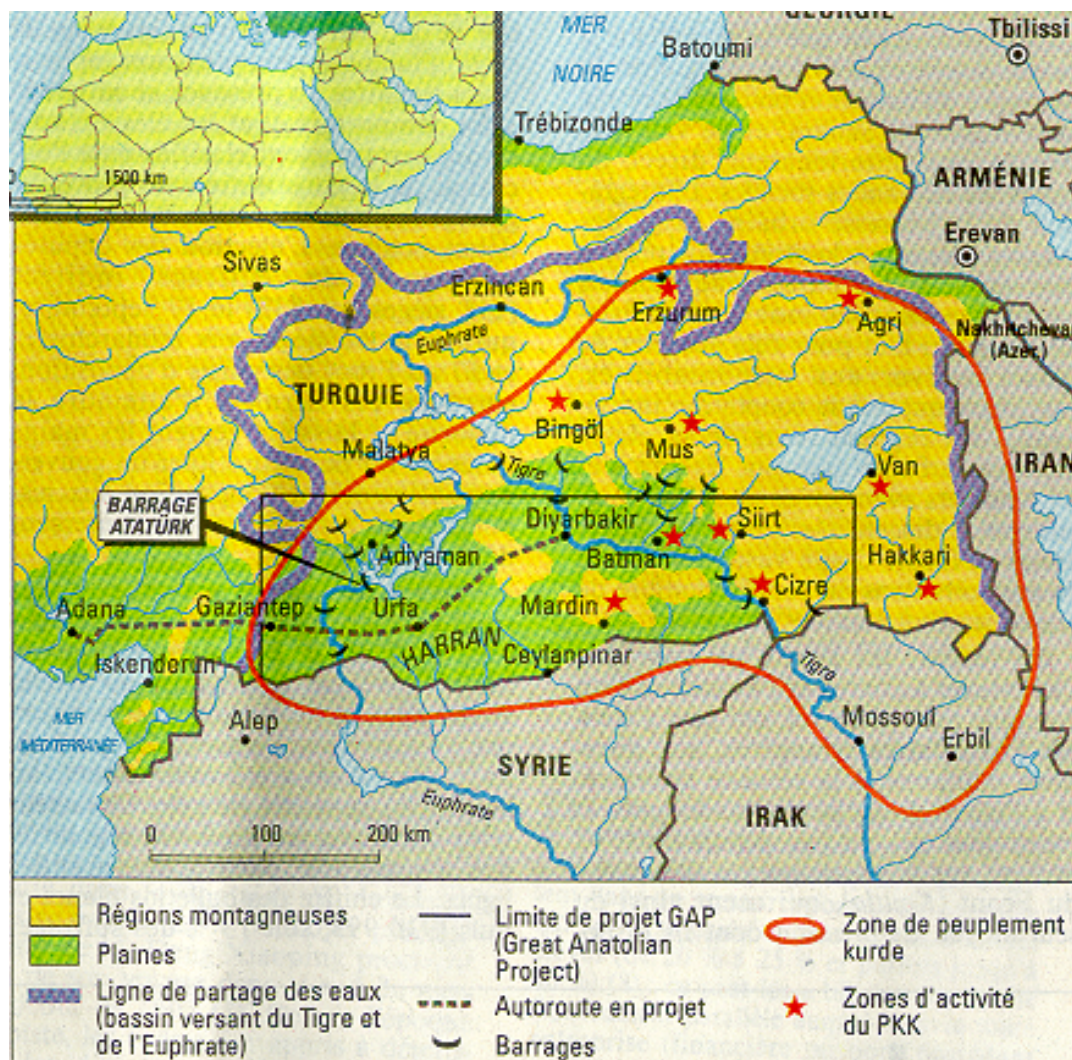 GÉORGIE
Tbilissi
MER
NOIRE
Batoumi
Trébizonde
1500 km
ARMÉNIE
Erevan
Sivas
Erzincan
Erzurum
Agri
Nakhitchevan
(Azer.)
Euphrate
TURQUIE
Bingöl
Mus
IRAN
Malatya
Tigre
Van
BARRAGE
ATATÜRK
Diyarbakir
Siirt
Adiyaman
Batman
Hakkari
Adana
Gaziantep
Urfa
Mardin
Cizre
HARRAN
Iskenderun
Ceylanpinar
Tigre
MER
MÉDITERRANÉE
Alep
Mossoul
Erbil
SYRIE
Euphrate
IRAK
0 100 200 km
Régions montagneuses
Plaines
Ligne de partage des eaux
(bassin versant du Tigre et
de l'Euphrate)
Limite de projet GAP
(Great Anatolian
Project)
Autoroute en projet
Barrages
Zone de peuplement
kurde
Zones d'activité
du PKK